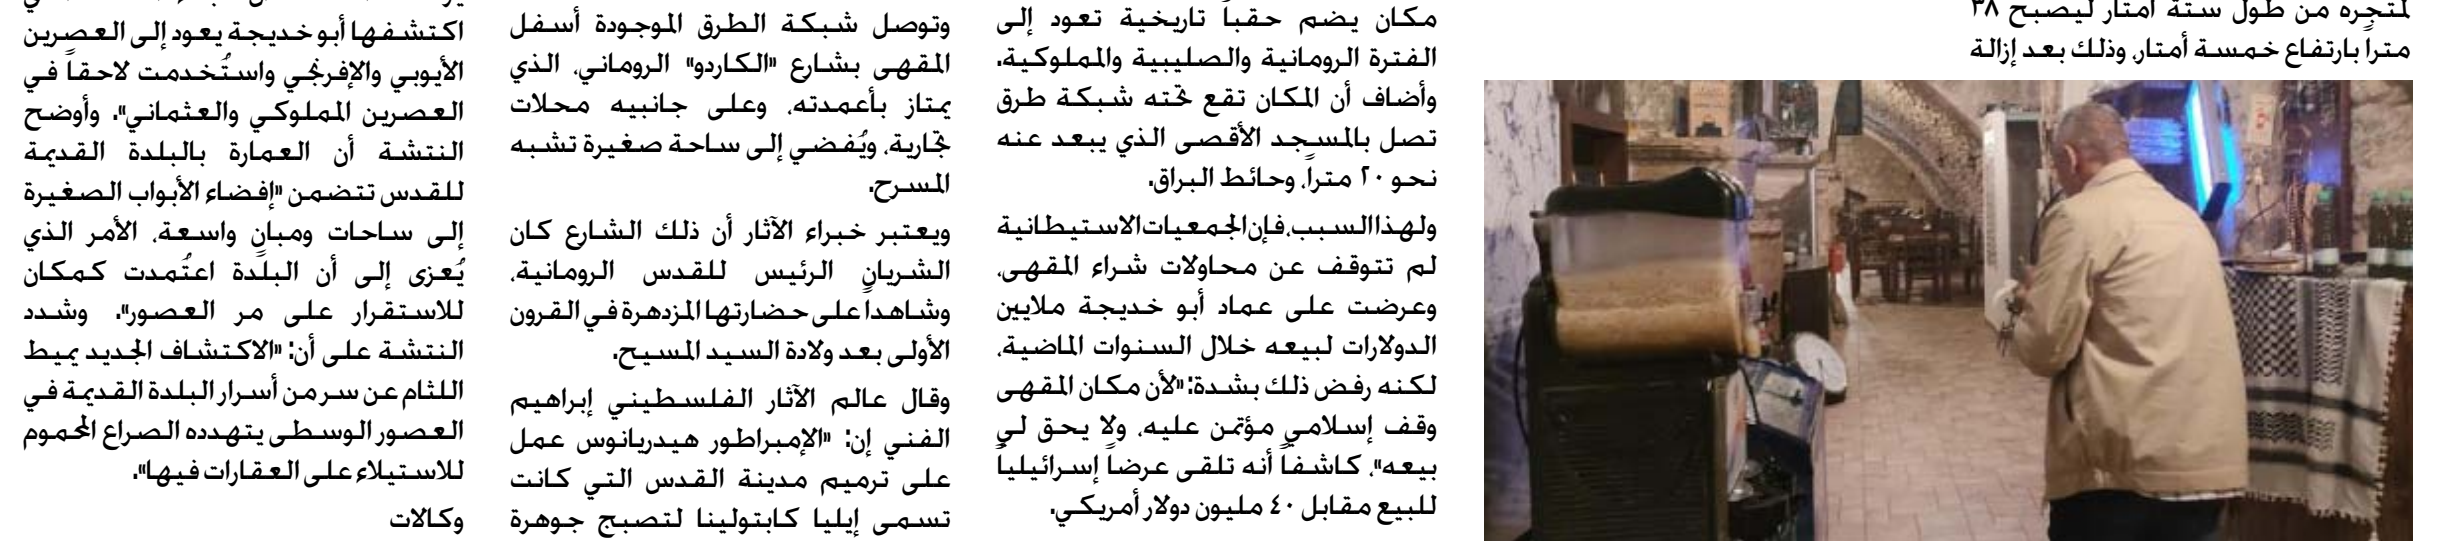 لمتجره من طول ستة أمتار ليصبح ٣٨
متراً بارتفاع خمسة أمتار، وذلك بعد إزالة
مكان يضم حقباً تاريخية تعود إلى
الفترة الرومانية والصليبية والمملوكية.
وأضاف أن المكان تقع تحته شبكة طرق
تصل بالمسجد الأقصى الذي يبعد عنه
نحو ٢٠ متراً، وحائط البراق.
ولهذا السبب، فإن الجمعيات الاستيطانية
لم تتوقف عن محاولات شراء المقهى،
وعرضت على عماد أبو خديجة ملايين
الدولارات لبيعه خلال السنوات الماضية،
لكنه رفض ذلك بشدة: «لأن مكان المقهى
وقف إسلامي مؤتمن عليه، ولا يحق لي
بيعه»، كاشفاً أنه تلقى عرضاً إسرائيلياً
للبيع مقابل ٤٠ مليون دولار أمريكي.
وتوصل شبكة الطرق الموجودة أسفل
المقهى بشارع «الكاردو» الروماني، الذي
يمتاز بأعمدته، وعلى جانبيه محلات
تجارية، ويُفضي إلى ساحة صغيرة تشبه
المسرح.
ويعتبر خبراء الآثار أن ذلك الشارع كان
الشريان الرئيس للقدس الرومانية،
وشاهداً على حضارتها المزدهرة في القرون
الأولى بعد ولادة السيد المسيح.
وقال عالم الآثار الفلسطيني إبراهيم
الفني إن: «الإمبراطور هيدريانوس عمل
على ترميم مدينة القدس التي كانت
تسمى إيليا كابتولينا لتصبح جوهرة
اكتشفها أبو خديجة يعود إلى العصرين
الأيوبي والإفرنجي واستُخدمت لاحقاً في
العصرين المملوكي والعثماني». وأوضح
النتشة أن العمارة بالبلدة القديمة
للقدس تتضمن «إفضاء الأبواب الصغيرة
إلى ساحات ومبانٍ واسعة، الأمر الذي
يُعزى إلى أن البلدة اعتُمدت كمكان
للاستقرار على مر العصور». وشدد
النتشة على أن: «الاكتشاف الجديد يميط
اللثام عن سر من أسرار البلدة القديمة في
العصور الوسطى يتهدده الصراع المحموم
للاستيلاء على العقارات فيها».
وكالات